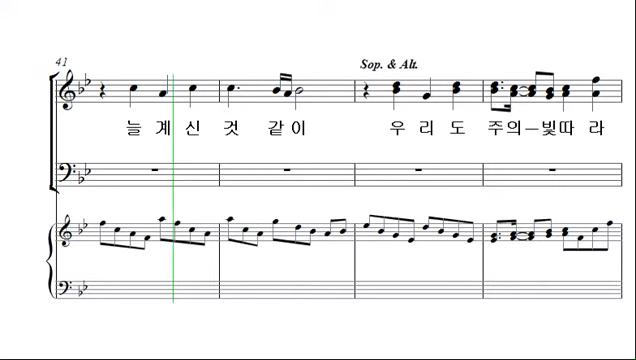 41
Sop. & Alt.
늘 계 신 것 같 이 우 리 도 주의—빛따 라